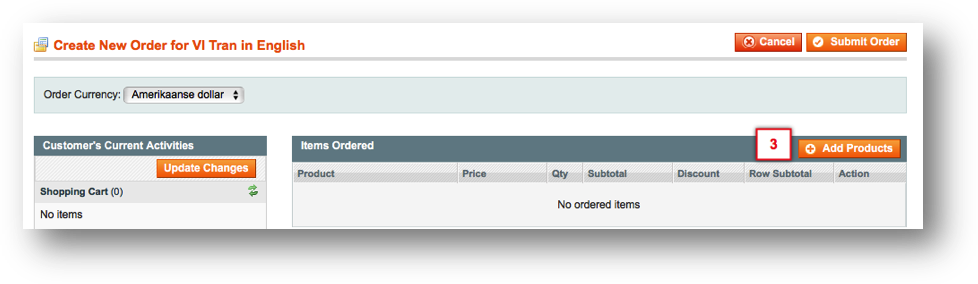 Create New Order for VI Tran in English
Cancel
Submit Order
Order Currency: Amerikaanse dollar
Customer's Current Activities
Update Changes
Shopping Cart (0)
No items
Items Ordered
3
Add Products
Product Price Qty Subtotal Discount Row Subtotal Action
No ordered items